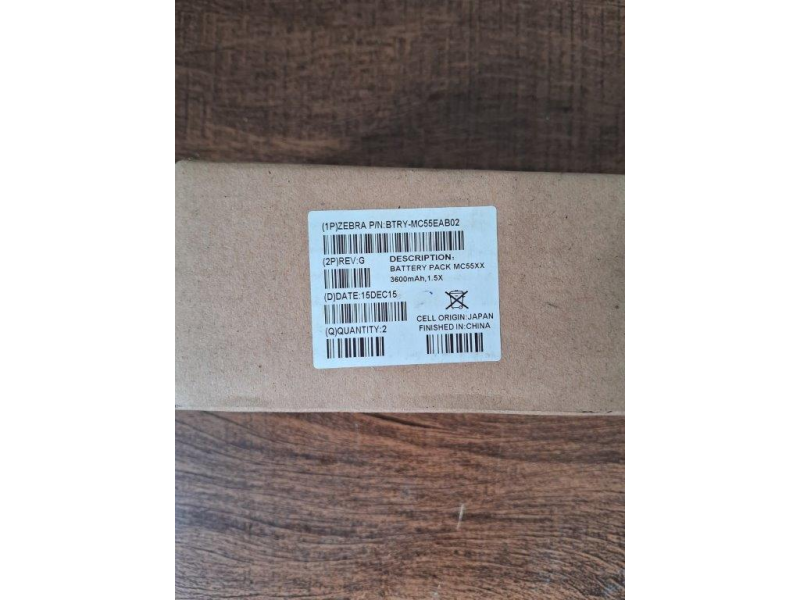 (1P)ZEBRA P/N:BTRY-MC55EAB02
(2P)REV:G
DESCRIPTION:
BATTERY PACK MC55XX
3600mAh,1.5X
(D)DATE:15DEC15
(Q)QUANTITY:2
CELL ORIGIN:JAPAN
FINISHED IN:CHINA